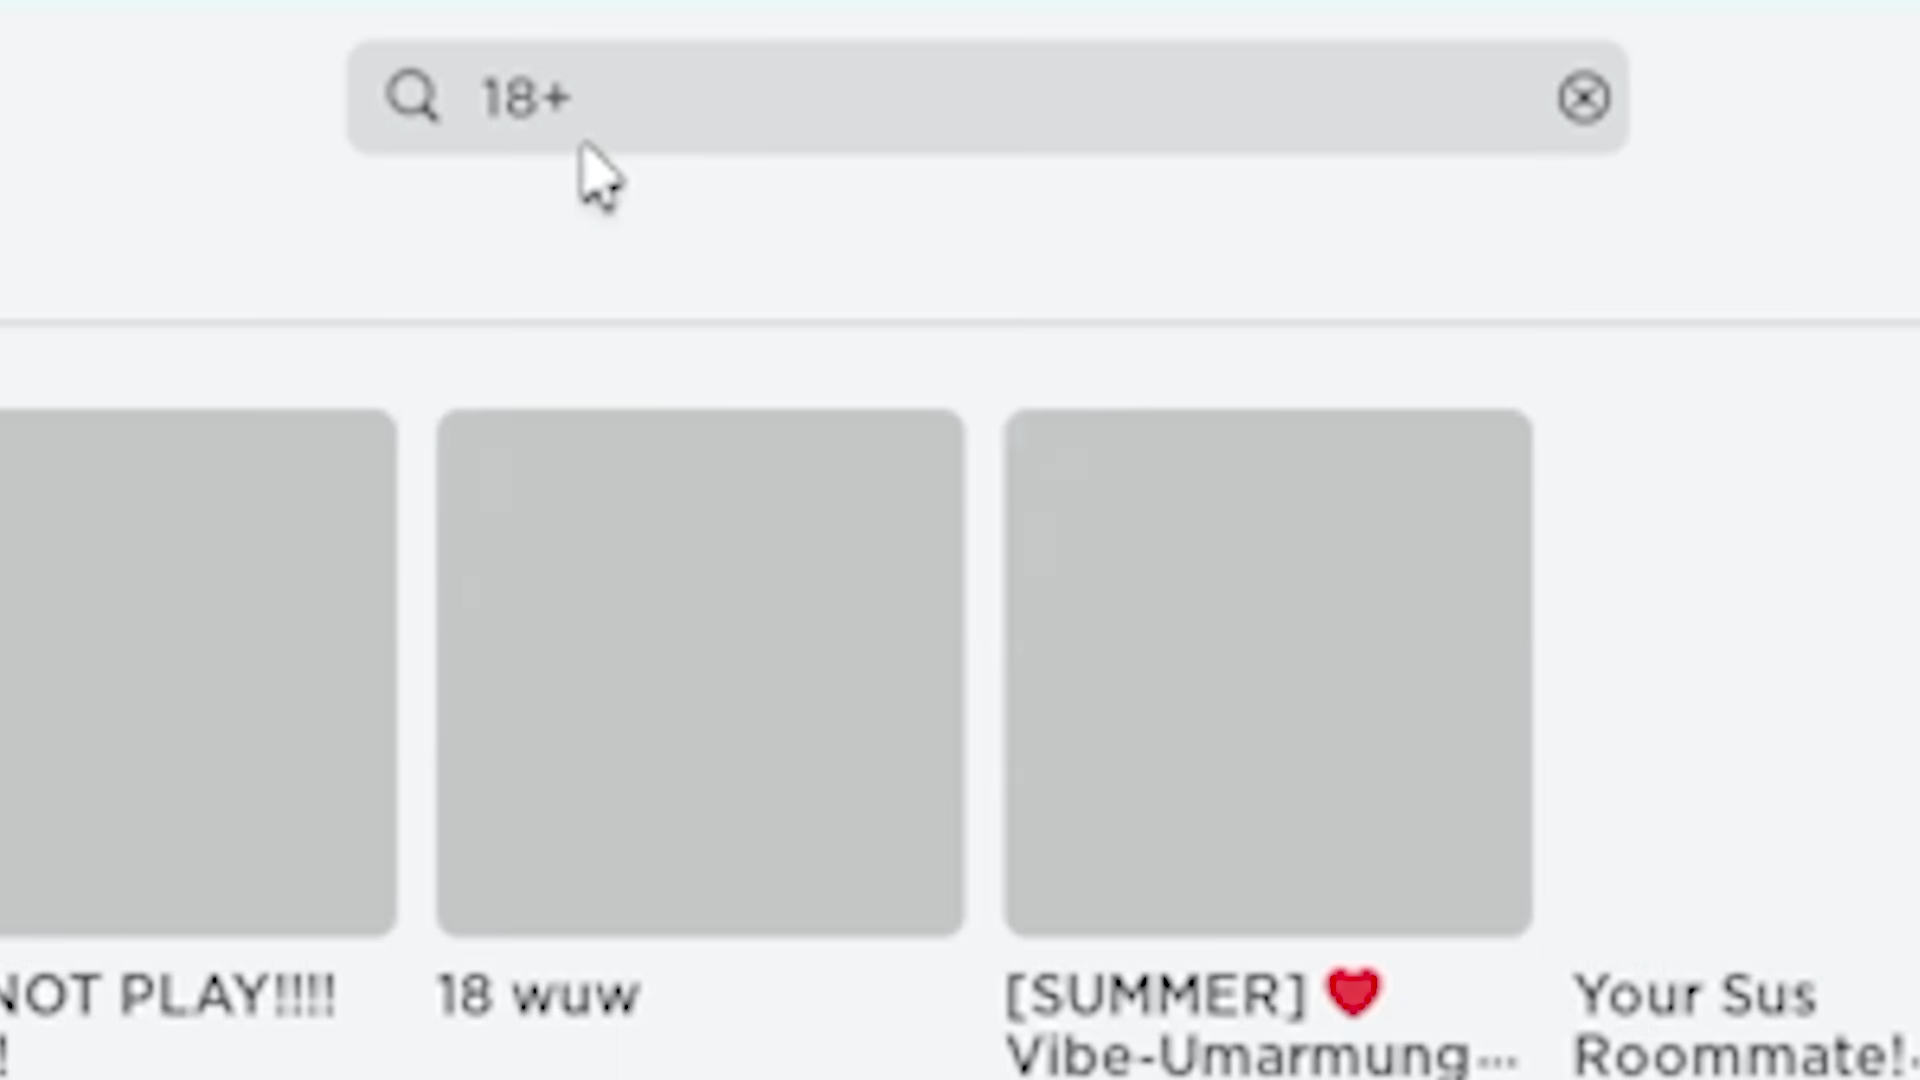 18+
NOT PLAY!!!!
!
18 wuw
[SUMMER] ❤️
Vibe-Umarmung...
Your Sus
Roommate!